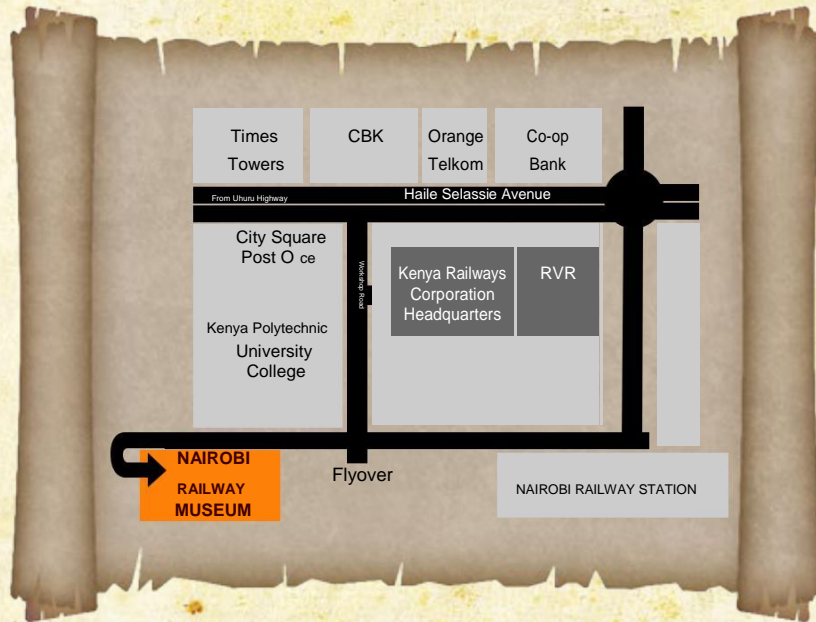 Times
Towers
CBK
Orange
Telkom
Co-op
Bank
From Uhuru Highway
Haile Selassie Avenue
City Square
Post O ce
Workshop Road
Kenya Railways
Corporation
Headquarters
RVR
Kenya Polytechnic
University
College
NAIROBI
RAILWAY
MUSEUM
Flyover
NAIROBI RAILWAY STATION